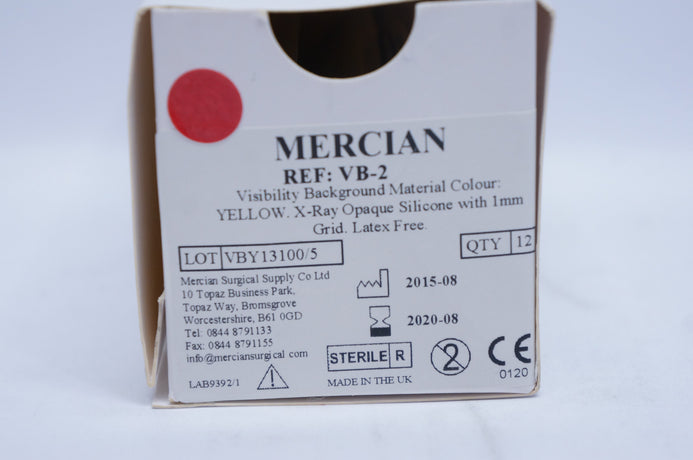 MERCIAN
REF: VB-2
Visibility Background Material Colour:
YELLOW. X-Ray Opaque Silicone with 1mm
Grid. Latex Free.
LOT VBY13100/5
QTY 12
Mercian Surgical Supply Co Ltd
10 Topaz Business Park,
Topaz Way, Bromsgrove
Worcestershire, B61 0GD
Tel: 0844 8791133
Fax: 0844 8791155
info@merciansurgical.com
2015-08
2020-08
STERILE R
2
CE
0120
LAB9392/1
MADE IN THE UK